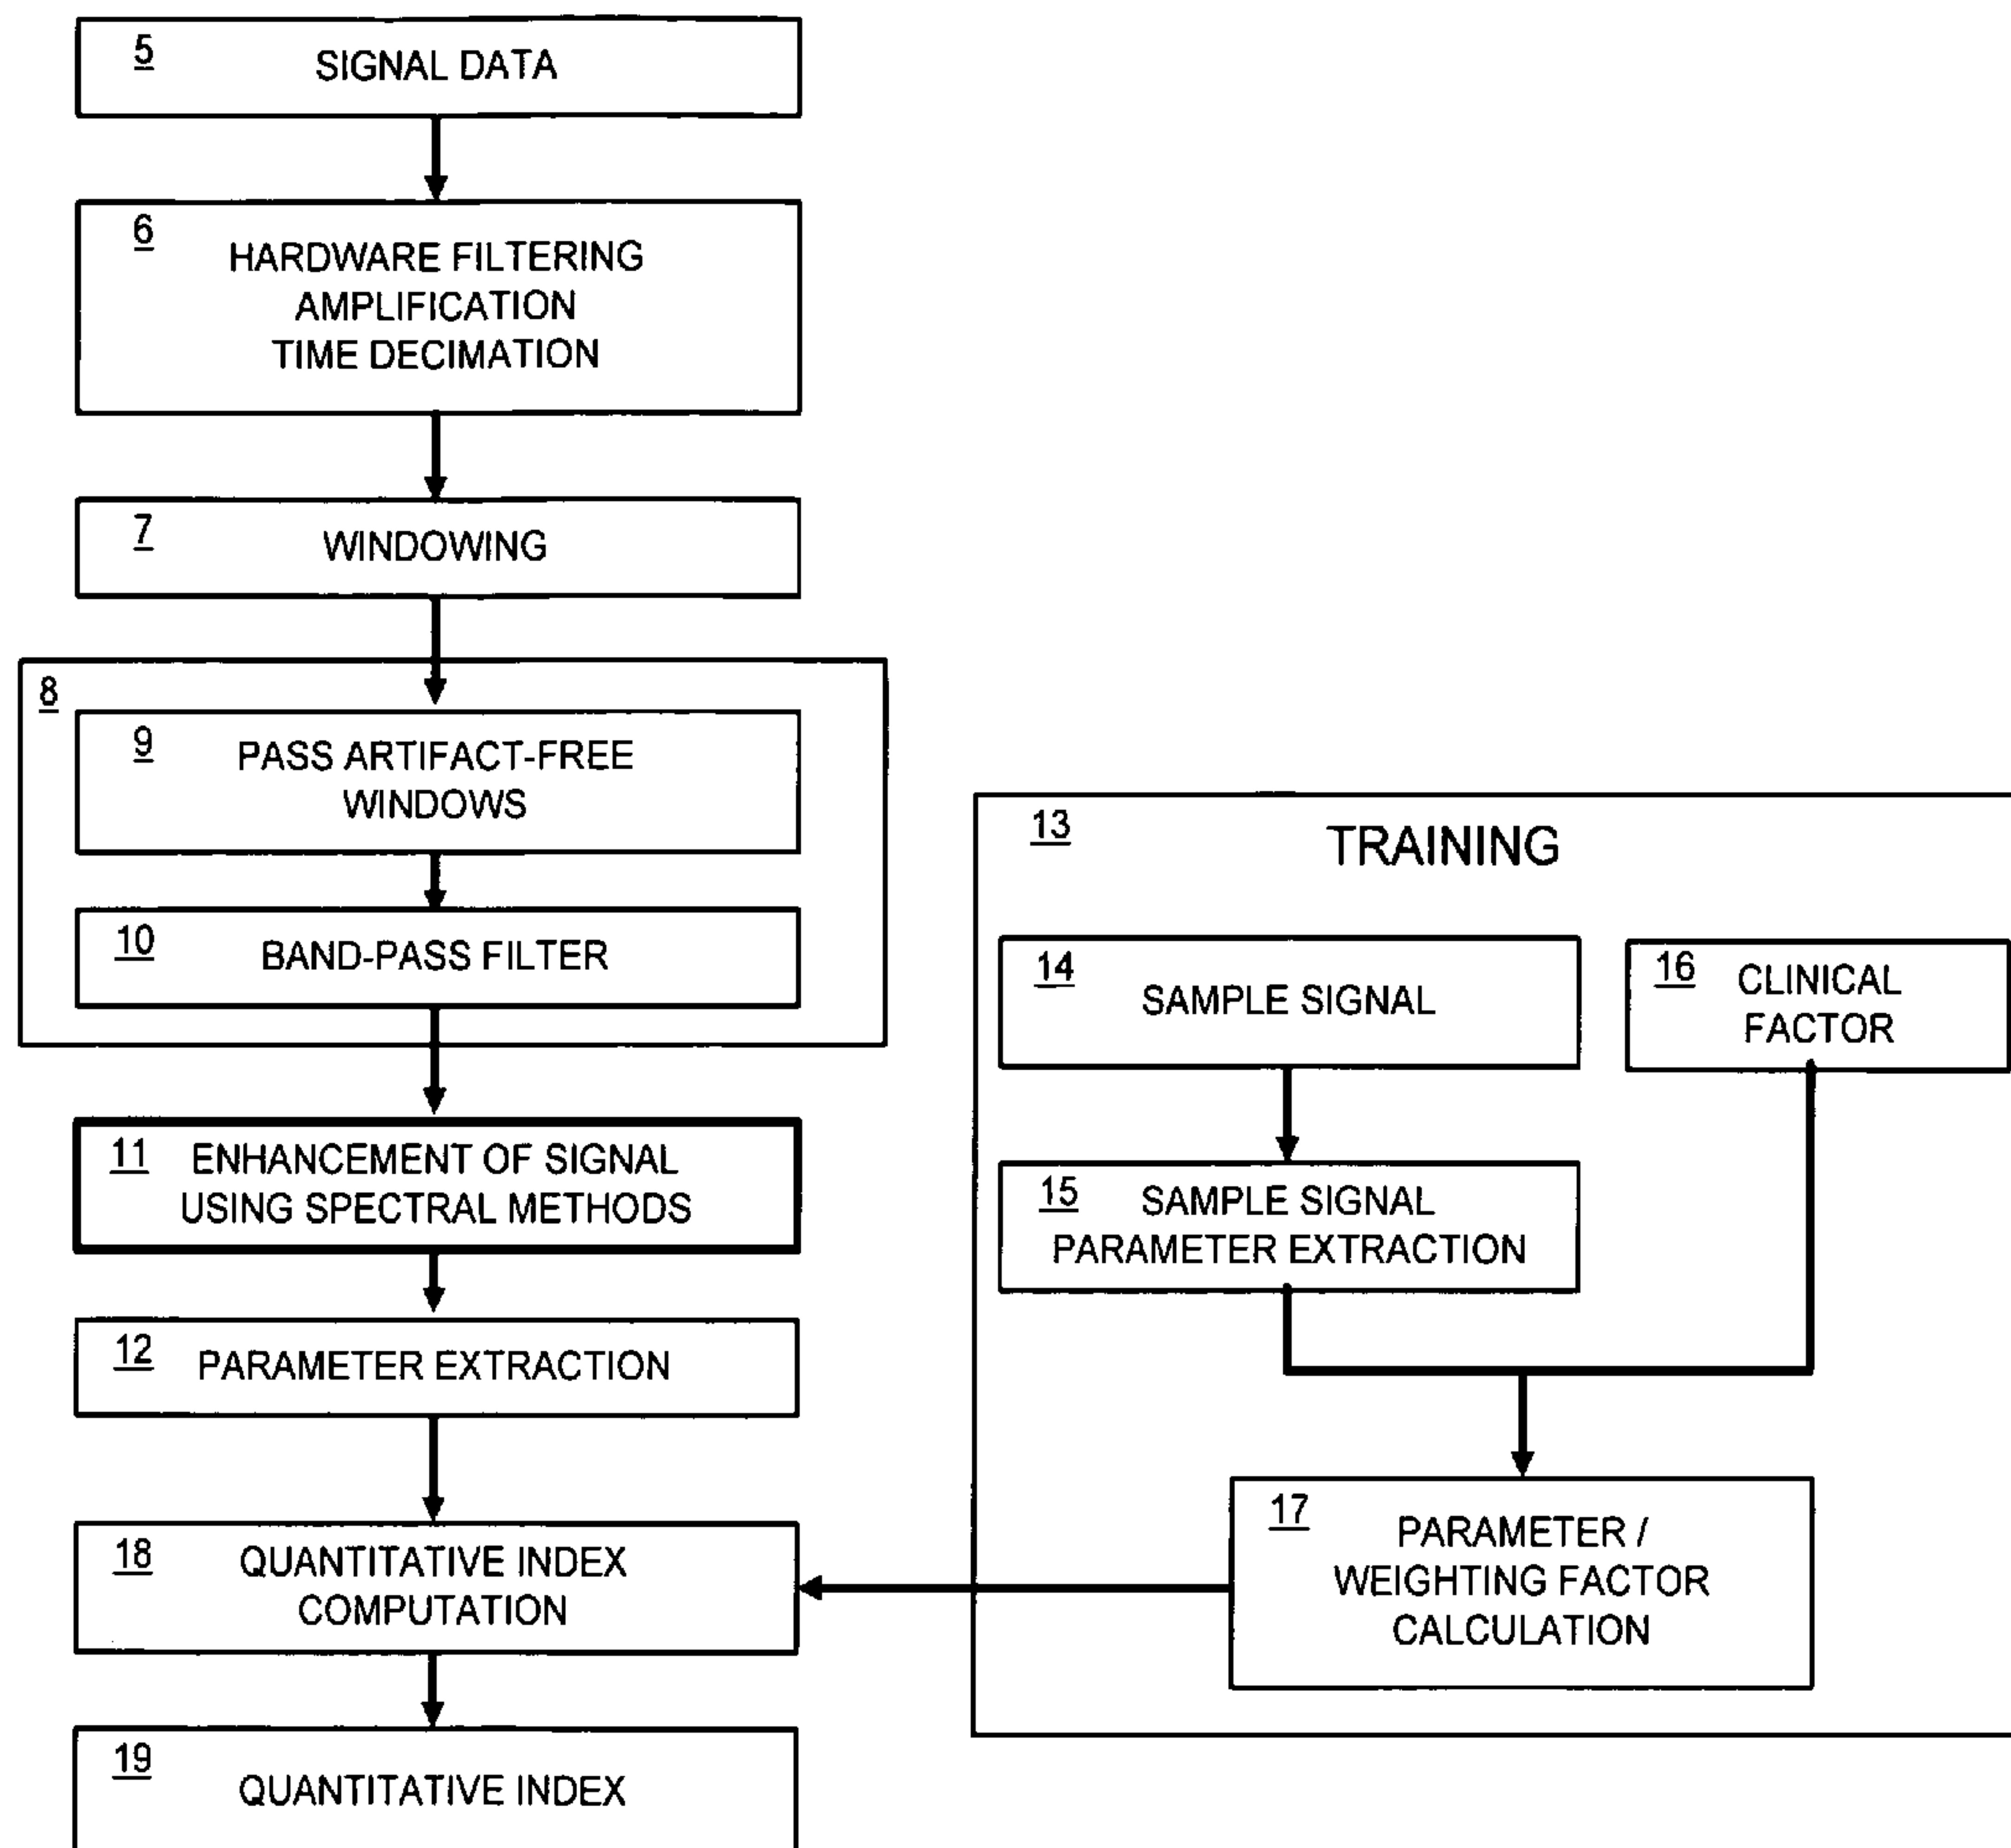 5
SIGNAL DATA
6
HARDWARE FILTERING
AMPLIFICATION
TIME DECIMATION
7
WINDOWING
8
9
PASS ARTIFACT-FREE
WINDOWS
10
BAND-PASS FILTER
11
ENHANCEMENT OF SIGNAL
USING SPECTRAL METHODS
12
PARAMETER EXTRACTION
13
TRAINING
14
SAMPLE SIGNAL
15
SAMPLE SIGNAL
PARAMETER EXTRACTION
16
CLINICAL
FACTOR
17
PARAMETER /
WEIGHTING FACTOR
CALCULATION
18
QUANTITATIVE INDEX
COMPUTATION
19
QUANTITATIVE INDEX